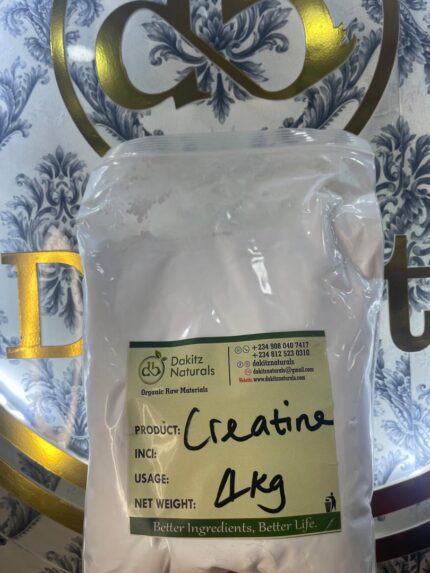 Dakitz
Naturals
Organic Raw Materials
+234 908 040 7417
+234 812 523 0310
dakitznaturals
dakitznaturals@gmail.com
Website: www.dakitznaturals.com
PRODUCT: Creatine
INCI:
USAGE:
NET WEIGHT: 1kg
Better Ingredients, Better Life.